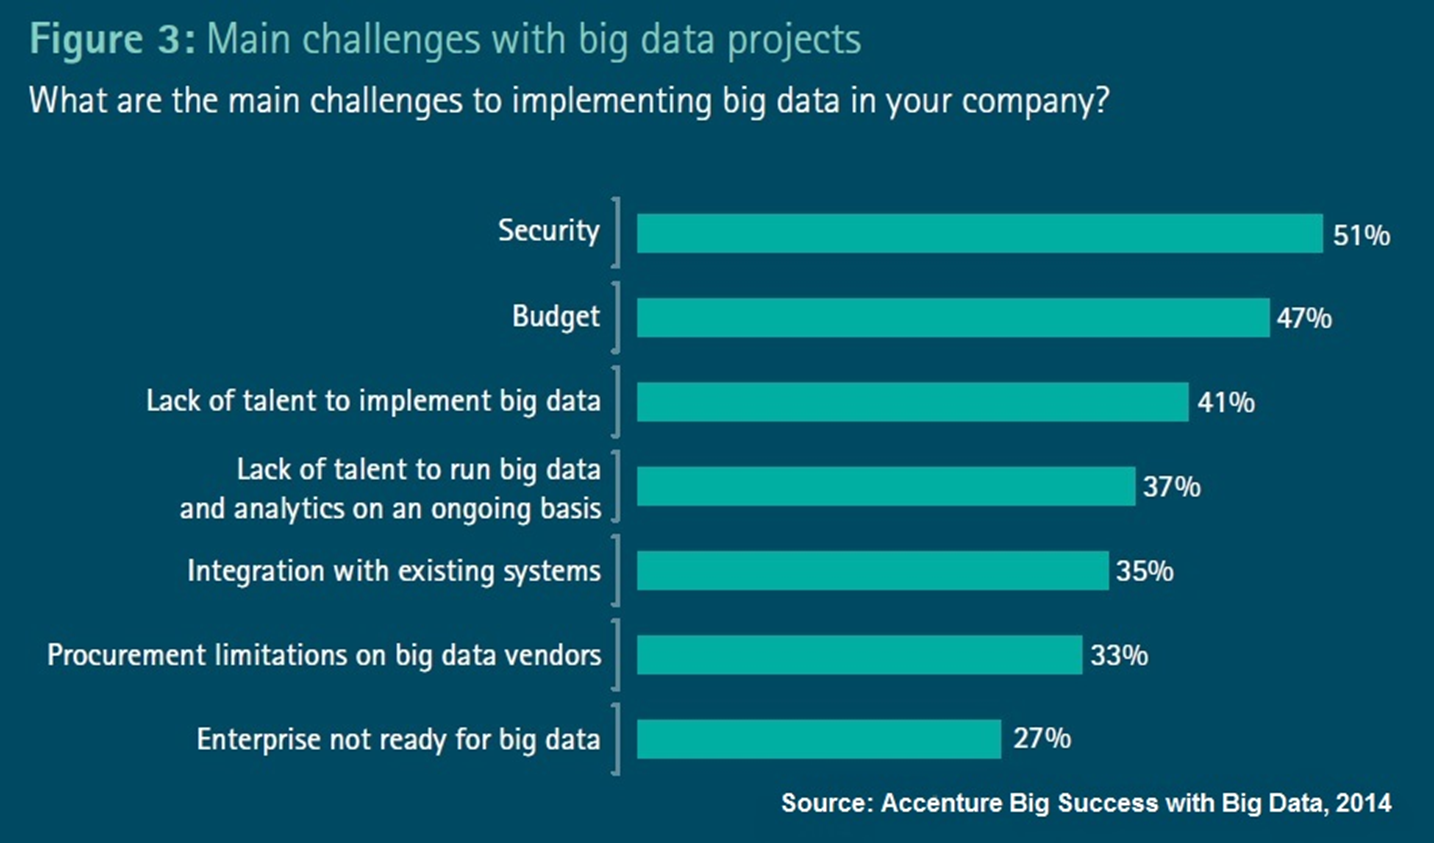 Figure 3: Main challenges with big data projects
What are the main challenges to implementing big data in your company?
Security
51%
Budget
47%
Lack of talent to implement big data
41%
Lack of talent to run big data
and analytics on an ongoing basis
37%
Integration with existing systems
35%
Procurement limitations on big data vendors
33%
Enterprise not ready for big data
27%
Source: Accenture Big Success with Big Data, 2014